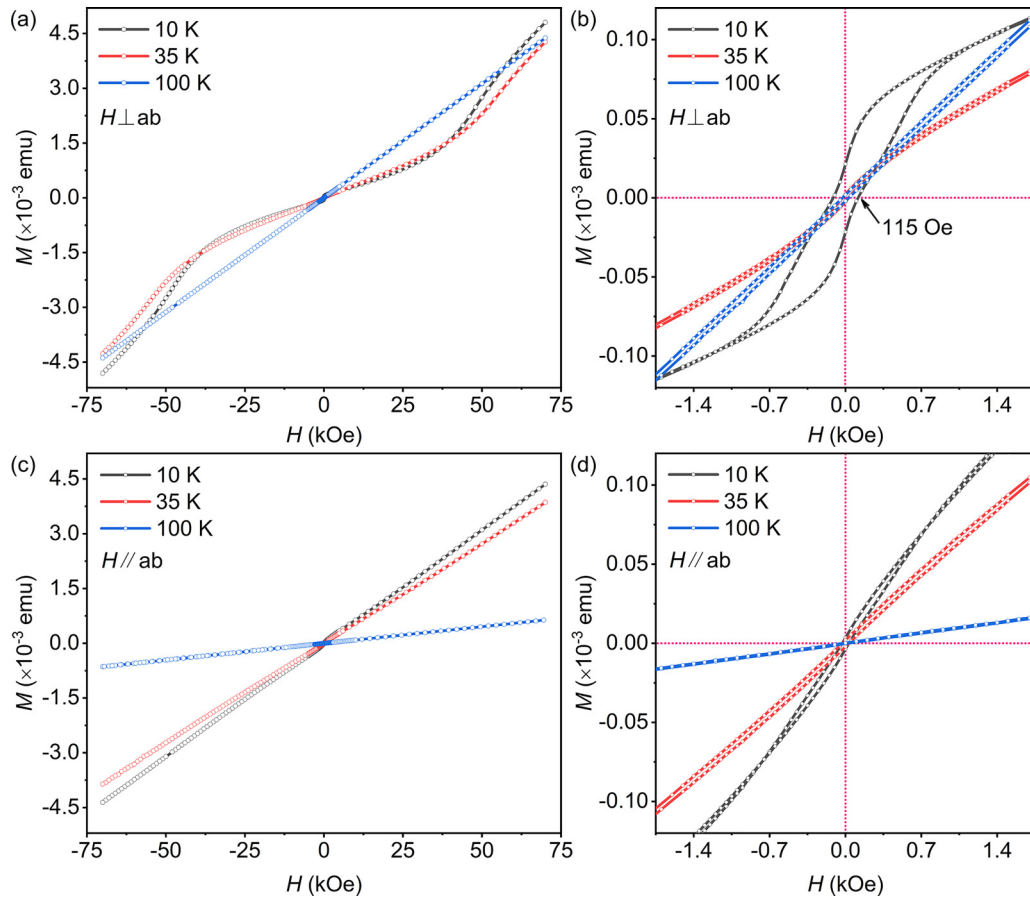 (a)
10 K
35 K
100 K
H⊥ab
4.5
3.0
1.5
0.0
-1.5
-3.0
-4.5
M (×10⁻³ emu)
-75
-50
-25
0
25
50
75
H (kOe)
(b)
10 K
35 K
100 K
H⊥ab
115 Oe
0.10
0.05
0.00
-0.05
-0.10
M (×10⁻³ emu)
-1.4
-0.7
0.0
0.7
1.4
H (kOe)
(c)
10 K
35 K
100 K
H//ab
4.5
3.0
1.5
0.0
-1.5
-3.0
-4.5
M (×10⁻³ emu)
-75
-50
-25
0
25
50
75
H (kOe)
(d)
10 K
35 K
100 K
H//ab
0.10
0.05
0.00
-0.05
-0.10
M (×10⁻³ emu)
-1.4
-0.7
0.0
0.7
1.4
H (kOe)